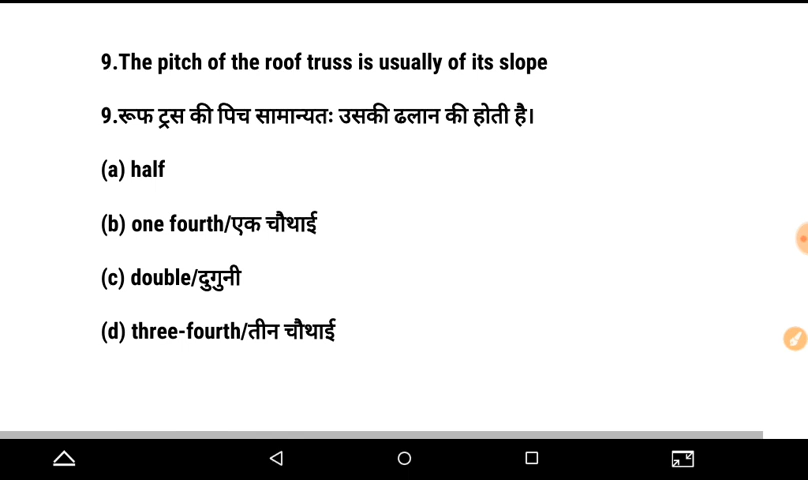 9.The pitch of the roof truss is usually of its slope
9.रूफ ट्रस की पिच सामान्यतः उसकी ढलान की होती है।
(a) half
(b) one fourth/एक चौथाई
(c) double/दुगुनी
(d) three-fourth/तीन चौथाई